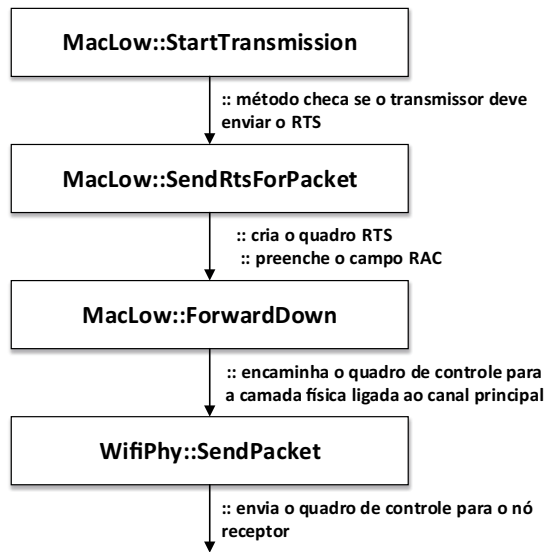 MacLow::StartTransmission
:: método checa se o transmissor deve
enviar o RTS
MacLow::SendRtsForPacket
:: cria o quadro RTS
:: preenche o campo RAC
MacLow::ForwardDown
:: encaminha o quadro de controle para
a camada física ligada ao canal principal
WifiPhy::SendPacket
:: envia o quadro de controle para o nó
receptor